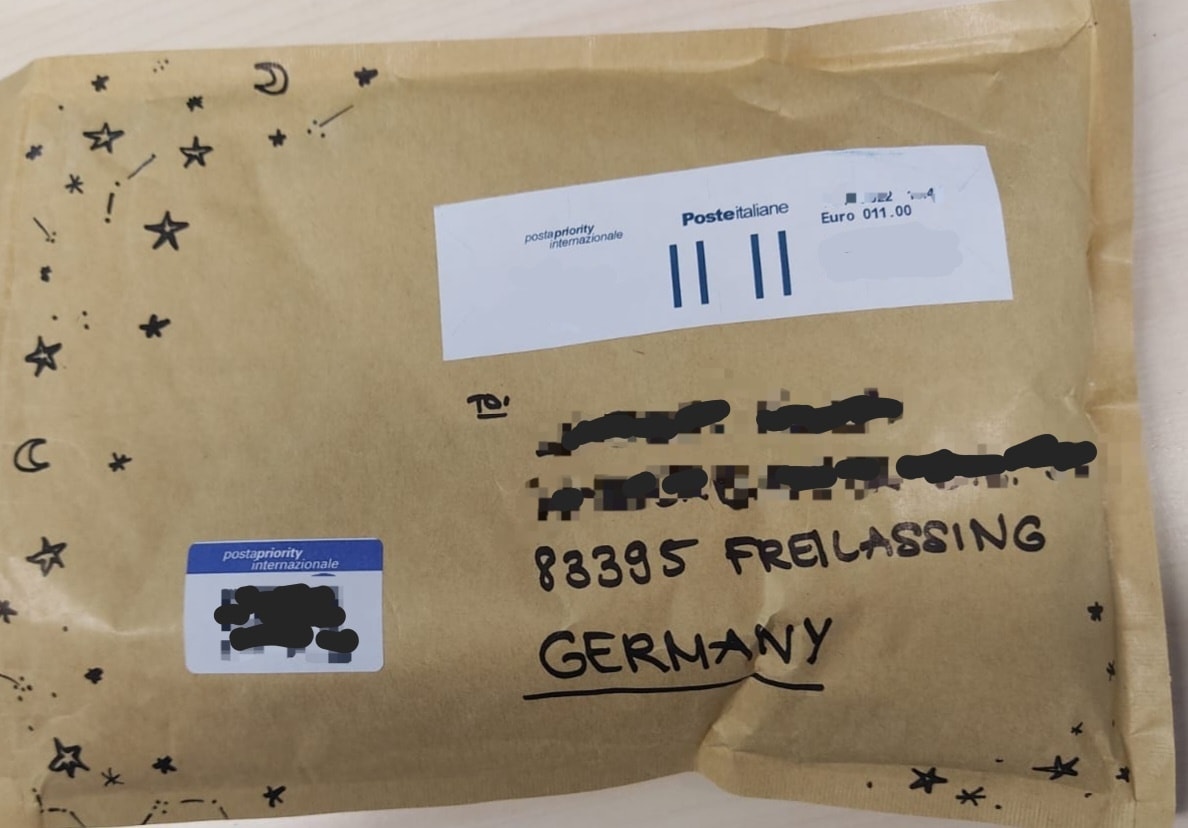 postapriority
internazionale
Posteitaliane
Euro 011.00
TO:
83395 FREILASSING
GERMANY
postapriority
internazionale